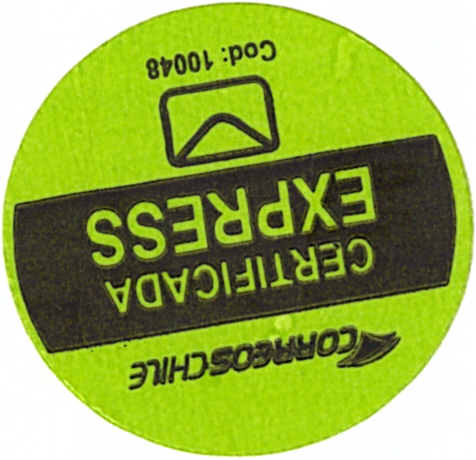 CORREOSCHILE
CERTIFICADA
EXPRESS
Cod: 10048